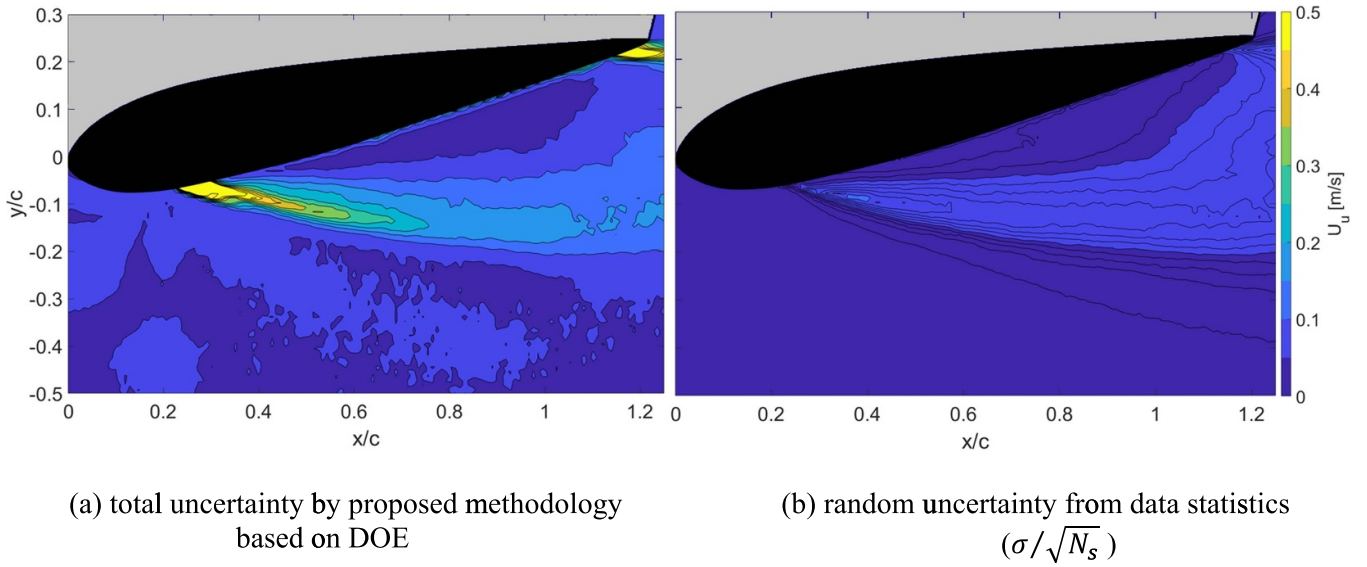 0.3
0.2
0.1
0
-0.1
-0.2
-0.3
-0.4
-0.5
y/c
0 0.2 0.4 0.6 0.8 1 1.2
x/c
0 0.2 0.4 0.6 0.8 1 1.2
x/c
0.5
0.4
0.3
0.2
0.1
0
U_u [m/s]
(a) total uncertainty by proposed methodology
based on DOE
(b) random uncertainty from data statistics
(σ/√N_s )